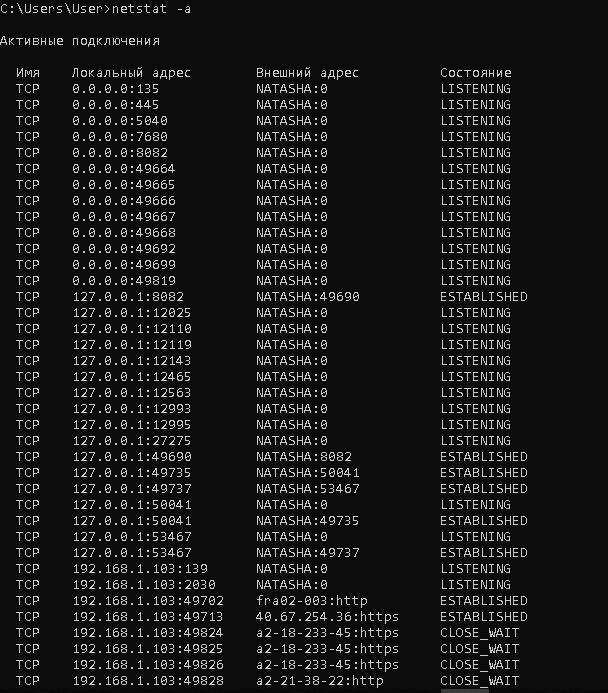 C:\Users\User>netstat -a
Активные подключения
Имя Локальный адрес Внешний адрес Состояние
TCP 0.0.0.0:135 NATASHA:0 LISTENING
TCP 0.0.0.0:445 NATASHA:0 LISTENING
TCP 0.0.0.0:5040 NATASHA:0 LISTENING
TCP 0.0.0.0:7680 NATASHA:0 LISTENING
TCP 0.0.0.0:8082 NATASHA:0 LISTENING
TCP 0.0.0.0:49664 NATASHA:0 LISTENING
TCP 0.0.0.0:49665 NATASHA:0 LISTENING
TCP 0.0.0.0:49666 NATASHA:0 LISTENING
TCP 0.0.0.0:49667 NATASHA:0 LISTENING
TCP 0.0.0.0:49668 NATASHA:0 LISTENING
TCP 0.0.0.0:49692 NATASHA:0 LISTENING
TCP 0.0.0.0:49699 NATASHA:0 LISTENING
TCP 0.0.0.0:49819 NATASHA:0 LISTENING
TCP 127.0.0.1:8082 NATASHA:49690 ESTABLISHED
TCP 127.0.0.1:12025 NATASHA:0 LISTENING
TCP 127.0.0.1:12110 NATASHA:0 LISTENING
TCP 127.0.0.1:12119 NATASHA:0 LISTENING
TCP 127.0.0.1:12143 NATASHA:0 LISTENING
TCP 127.0.0.1:12465 NATASHA:0 LISTENING
TCP 127.0.0.1:12563 NATASHA:0 LISTENING
TCP 127.0.0.1:12993 NATASHA:0 LISTENING
TCP 127.0.0.1:12995 NATASHA:0 LISTENING
TCP 127.0.0.1:27275 NATASHA:0 LISTENING
TCP 127.0.0.1:49690 NATASHA:8082 ESTABLISHED
TCP 127.0.0.1:49735 NATASHA:50041 ESTABLISHED
TCP 127.0.0.1:49737 NATASHA:53467 ESTABLISHED
TCP 127.0.0.1:50041 NATASHA:0 LISTENING
TCP 127.0.0.1:50041 NATASHA:49735 ESTABLISHED
TCP 127.0.0.1:53467 NATASHA:0 LISTENING
TCP 127.0.0.1:53467 NATASHA:49737 ESTABLISHED
TCP 192.168.1.103:139 NATASHA:0 LISTENING
TCP 192.168.1.103:2030 NATASHA:0 LISTENING
TCP 192.168.1.103:49702 fra02-003:http ESTABLISHED
TCP 192.168.1.103:49713 40.67.254.36:https ESTABLISHED
TCP 192.168.1.103:49824 a2-18-233-45:https CLOSE_WAIT
TCP 192.168.1.103:49825 a2-18-233-45:https CLOSE_WAIT
TCP 192.168.1.103:49826 a2-18-233-45:https CLOSE_WAIT
TCP 192.168.1.103:49828 a2-21-38-22:http CLOSE_WAIT